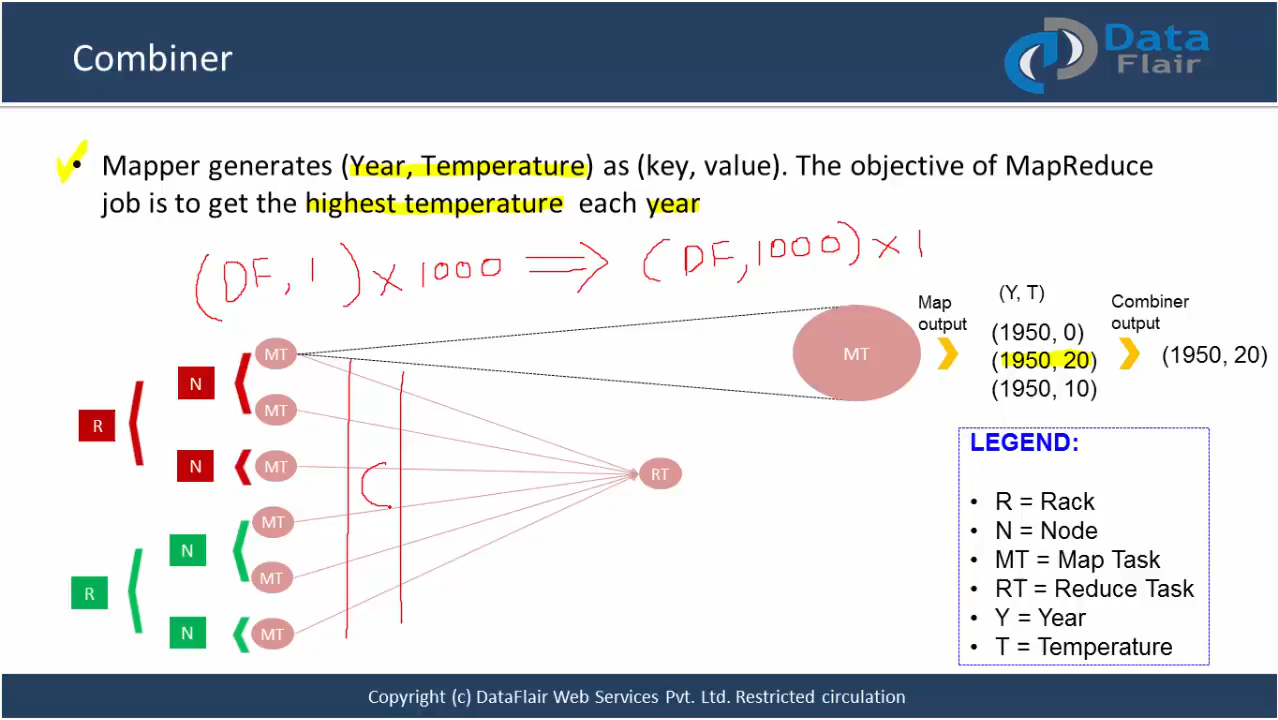 Combiner
Data
Flair
• Mapper generates (Year, Temperature) as (key, value). The objective of MapReduce
job is to get the highest temperature each year
(DF, 1) × 1000 ⇒ (DF, 1000) × 1
Map
output
(Y, T)
(1950, 0)
(1950, 20)
(1950, 10)
Combiner
output
(1950, 20)
MT
MT
N
MT
R
N
MT
C
RT
MT
N
MT
R
N
MT
LEGEND:
• R = Rack
• N = Node
• MT = Map Task
• RT = Reduce Task
• Y = Year
• T = Temperature
Copyright (c) DataFlair Web Services Pvt. Ltd. Restricted circulation